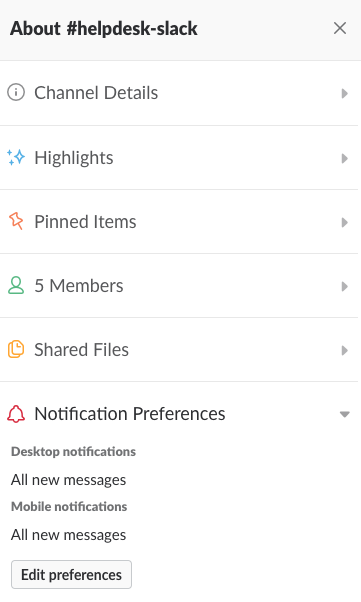 About #helpdesk-slack
Channel Details
Highlights
Pinned Items
5 Members
Shared Files
Notification Preferences
Desktop notifications
All new messages
Mobile notifications
All new messages
Edit preferences